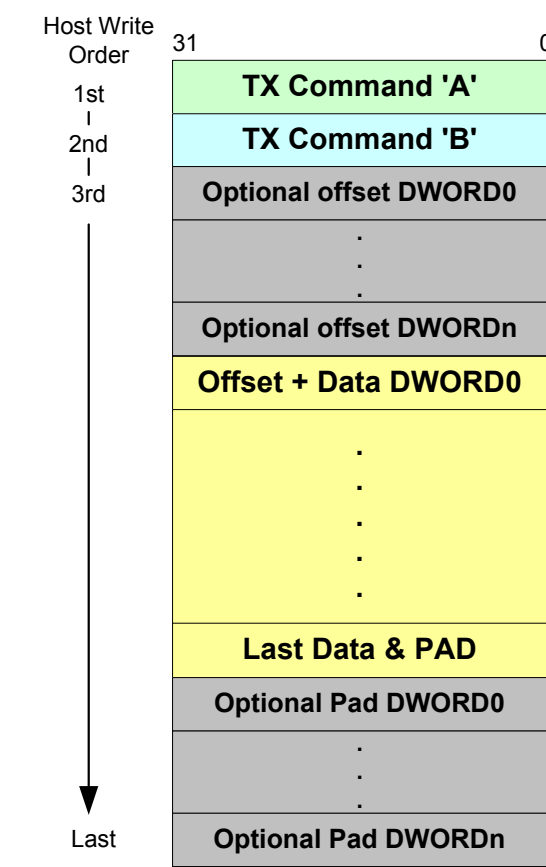 Host Write
Order
31
0
1st
TX Command 'A'
2nd
TX Command 'B'
3rd
Optional offset DWORD0
.
.
.
Optional offset DWORDn
Offset + Data DWORD0
.
.
.
.
.
Last Data & PAD
Optional Pad DWORD0
.
.
.
Last
Optional Pad DWORDn